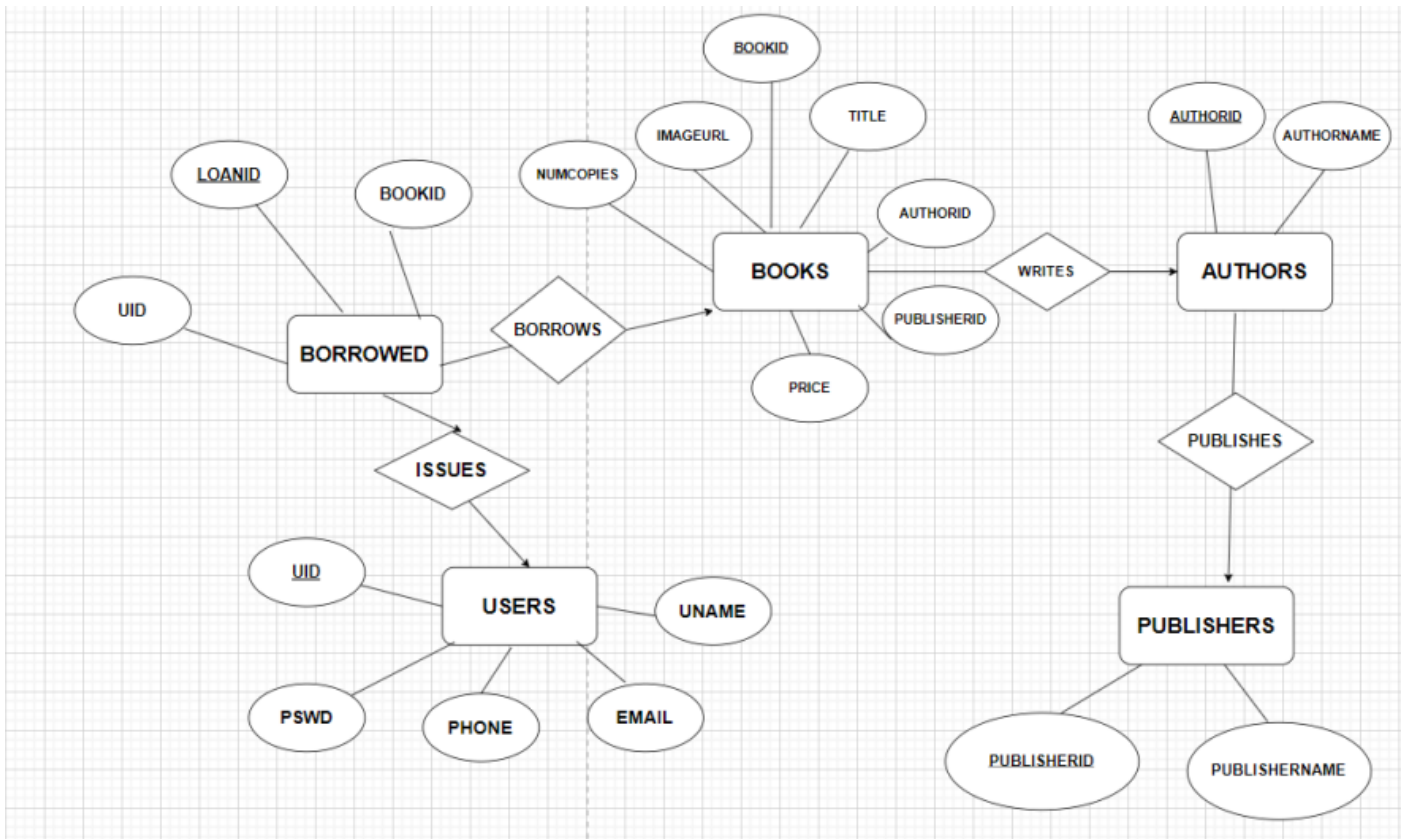 BOOKID
IMAGEURL
TITLE
AUTHORID
AUTHORNAME
LOANID
BOOKID
NUMCOPIES
AUTHORID
BOOKS
WRITES
AUTHORS
UID
BORROWED
BORROWS
PUBLISHERID
PRICE
ISSUES
PUBLISHES
UID
USERS
UNAME
PUBLISHERS
PSWD
PHONE
EMAIL
PUBLISHERID
PUBLISHERNAME